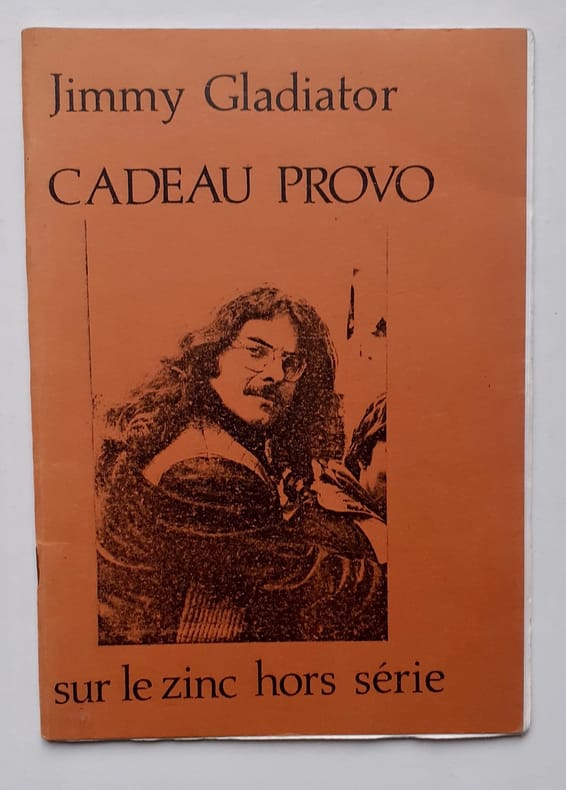 Jimmy Gladiator
CADEAU PROVO
sur le zinc hors série